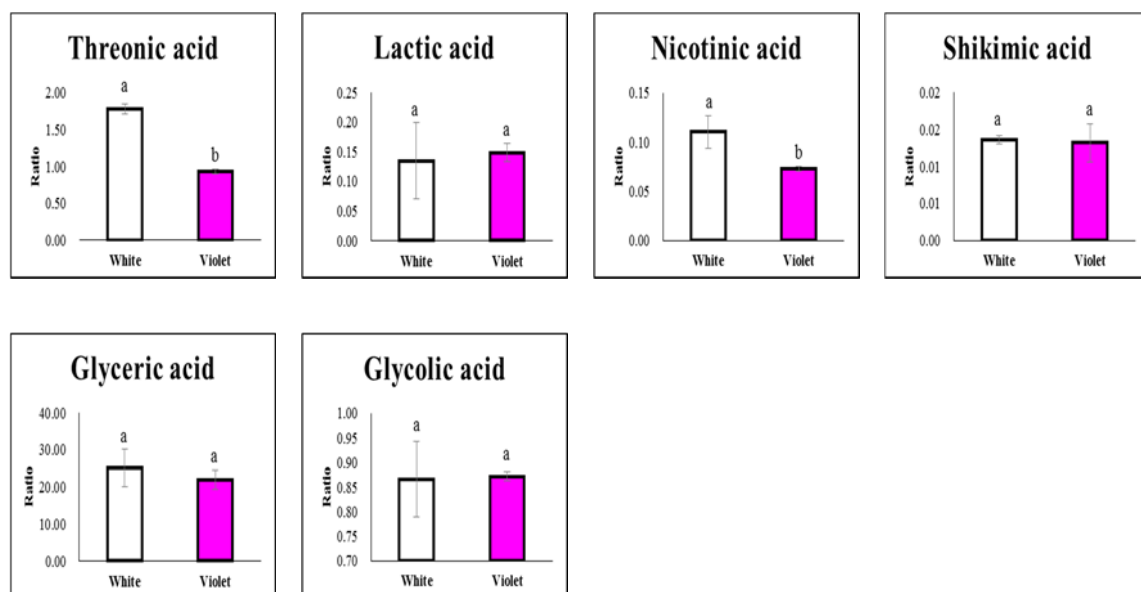 Threonic acid
a
2.00
1.50
b
1.00
0.50
0.00
Ratio
White Violet
Lactic acid
0.25
a
a
0.20
0.15
0.10
0.05
0.00
Ratio
White Violet
Nicotinic acid
0.15
a
0.10
b
0.05
0.00
Ratio
White Violet
Shikimic acid
0.02
a
a
0.02
0.01
0.01
0.00
Ratio
White Violet
Glyceric acid
40.00
a
30.00
a
20.00
10.00
0.00
Ratio
White Violet
Glycolic acid
1.00
a
0.95
a
0.90
0.85
0.80
0.75
0.70
Ratio
White Violet